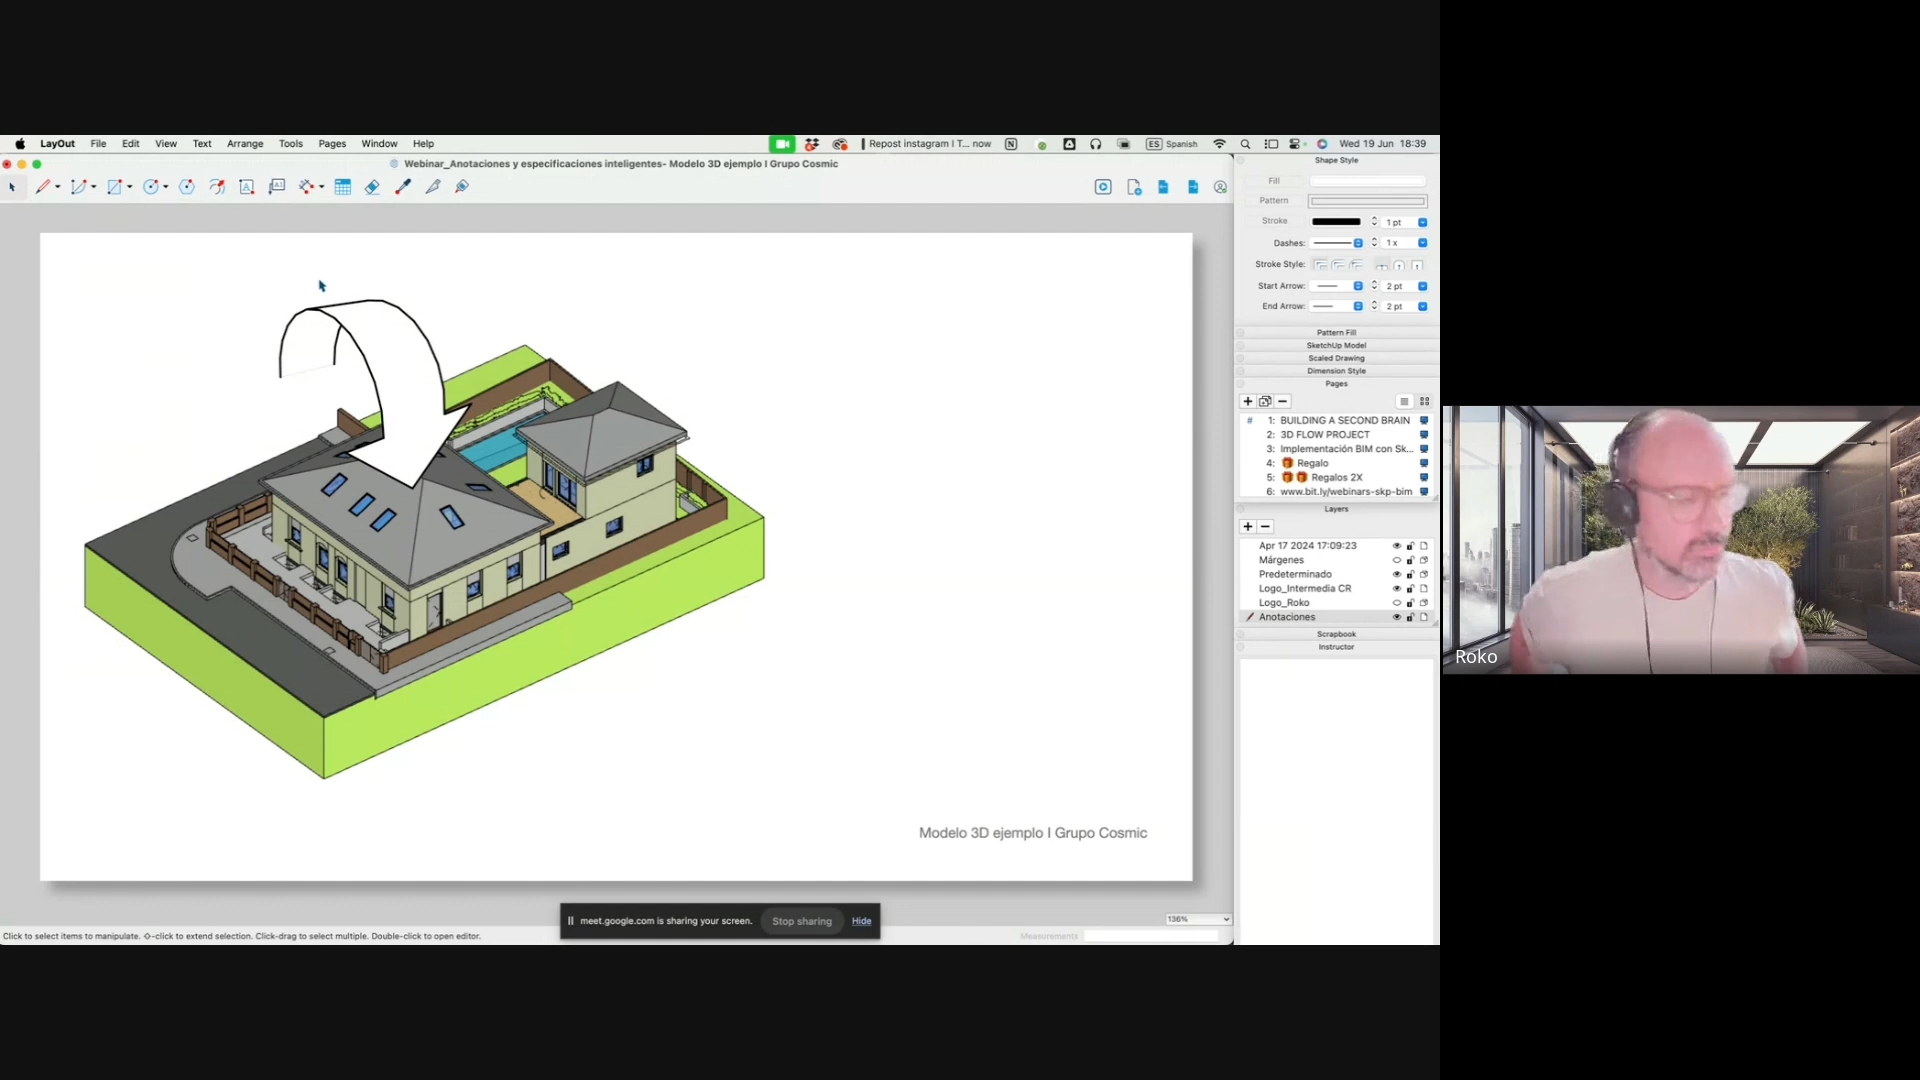 LayOut File Edit View Text Arrange Tools Pages Window Help
Repost instagram I T... now
ES Spanish
Wed 19 Jun 18:39
Webinar_Anotaciones y especificaciones inteligentes- Modelo 3D ejemplo I Grupo Cosmic
Shape Style
Fill
Pattern
Stroke 1 pt
Dashes: 1 x
Stroke Style:
Start Arrow: 2 pt
End Arrow: 2 pt
Pattern Fill
SketchUp Model
Scaled Drawing
Dimension Style
Pages
# 1: BUILDING A SECOND BRAIN
2: 3D FLOW PROJECT
3: Implementación BIM con Sk...
4: 🎁 Regalo
5: 🎁 🎁 Regalos 2X
6: www.bit.ly/webinars-skp-bim
Layers
Apr 17 2024 17:09:23
Márgenes
Predeterminado
Logo_Intermedia CR
Logo_Roko
Anotaciones
Scrapbook
Instructor
Modelo 3D ejemplo I Grupo Cosmic
136%
meet.google.com is sharing your screen. Stop sharing Hide
Click to select items to manipulate. ⇧-click to extend selection. Click-drag to select multiple. Double-click to open editor.
Measurements
Roko